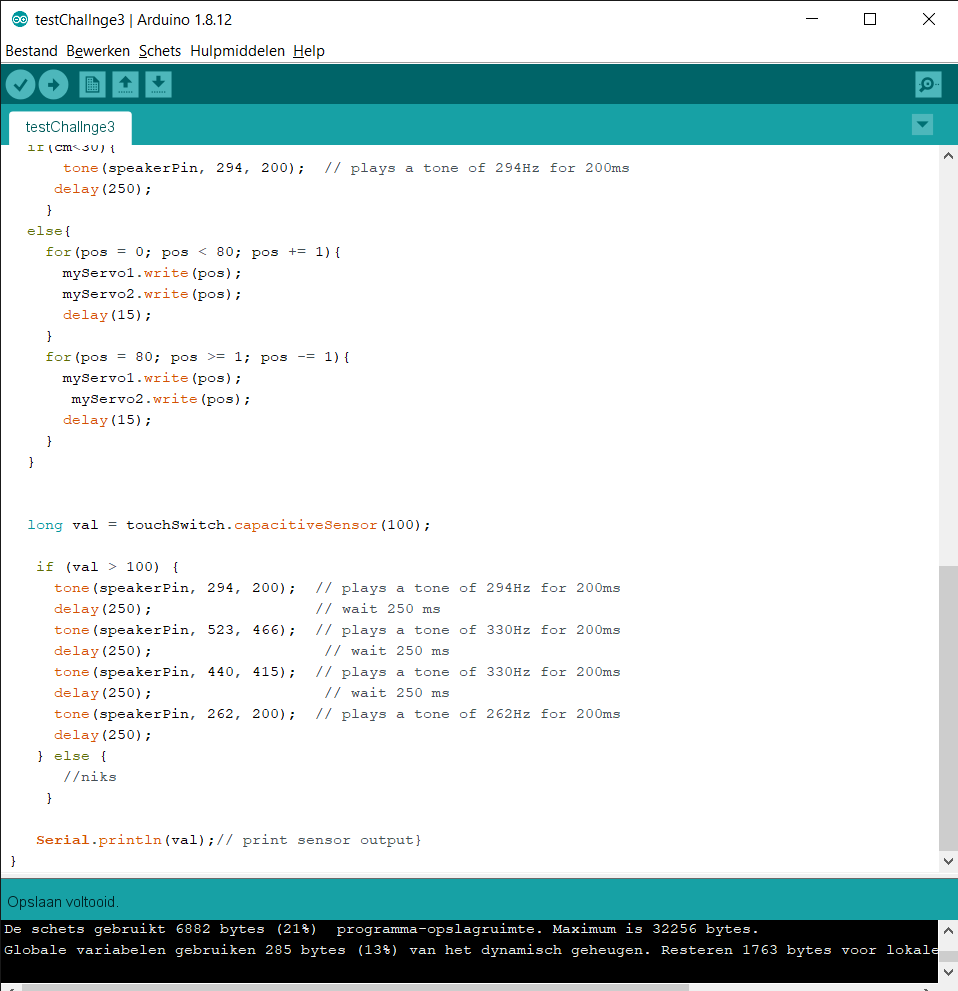 testChallnge3 | Arduino 1.8.12
Bestand Bewerken Schets Hulpmiddelen Help
testChallnge3
if(cm<30){
tone(speakerPin, 294, 200);  // plays a tone of 294Hz for 200ms
delay(250);
}
else{
for(pos = 0; pos < 80; pos += 1){
myServo1.write(pos);
myServo2.write(pos);
delay(15);
}
for(pos = 80; pos >= 1; pos -= 1){
myServo1.write(pos);
myServo2.write(pos);
delay(15);
}
}
long val = touchSwitch.capacitiveSensor(100);
if (val > 100) {
tone(speakerPin, 294, 200);  // plays a tone of 294Hz for 200ms
delay(250);                  // wait 250 ms
tone(speakerPin, 523, 466);  // plays a tone of 330Hz for 200ms
delay(250);                   // wait 250 ms
tone(speakerPin, 440, 415);  // plays a tone of 330Hz for 200ms
delay(250);                   // wait 250 ms
tone(speakerPin, 262, 200);  // plays a tone of 262Hz for 200ms
delay(250);
} else {
//niks
}
Serial.println(val);// print sensor output}
}
Opslaan voltooid.
De schets gebruikt 6882 bytes (21%)  programma-opslagruimte. Maximum is 32256 bytes.
Globale variabelen gebruiken 285 bytes (13%) van het dynamisch geheugen. Resteren 1763 bytes voor lokale